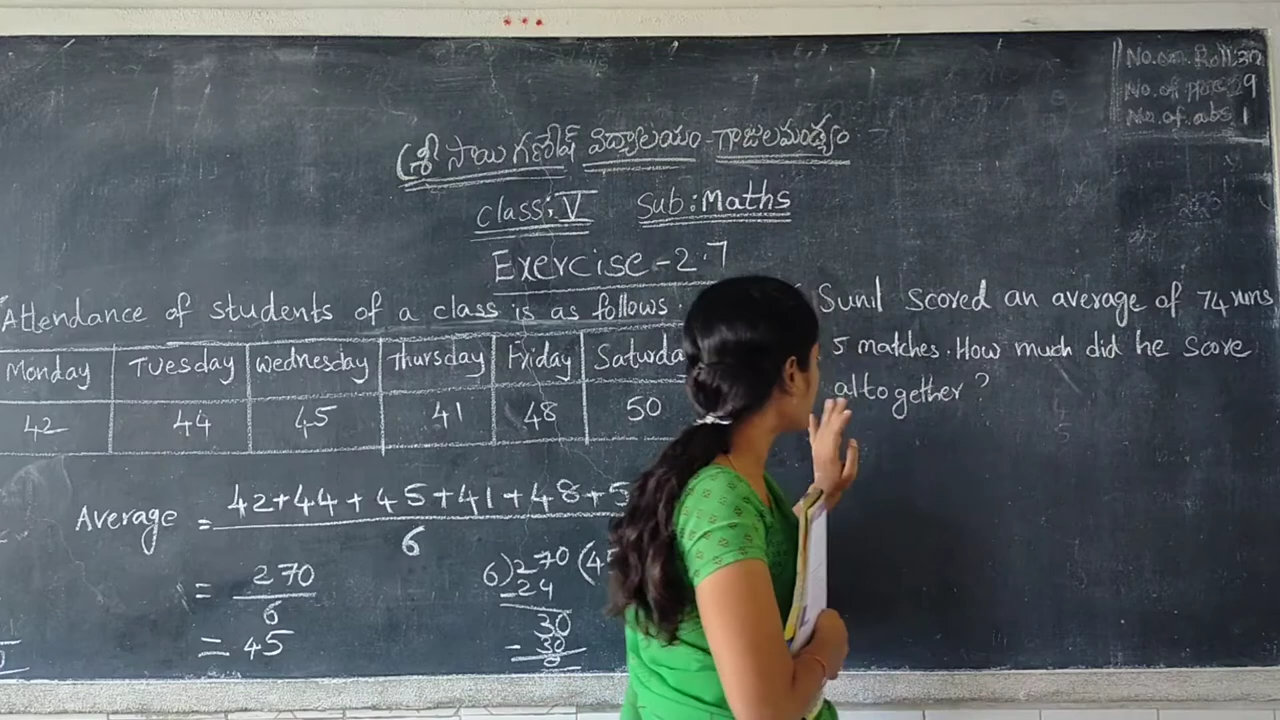 No.on.Roll:30
No.of pre:29
No.of.abs 1
శ్రీ సాయి గణేష్ విద్యాలయం-గాజులమండ్యం
Class: V Sub: Maths
Exercise-2.7
Attendance of students of a class is as follows
Monday Tuesday Wednesday Thursday Friday Saturda
42 44 45 41 48 50
Average = 42+44+45+41+48+5
6
= 270
6
= 45
6) 270 (45
-24
30
- 30
0
Sunil scored an average of 74 runs
5 matches. How much did he score
altogether?